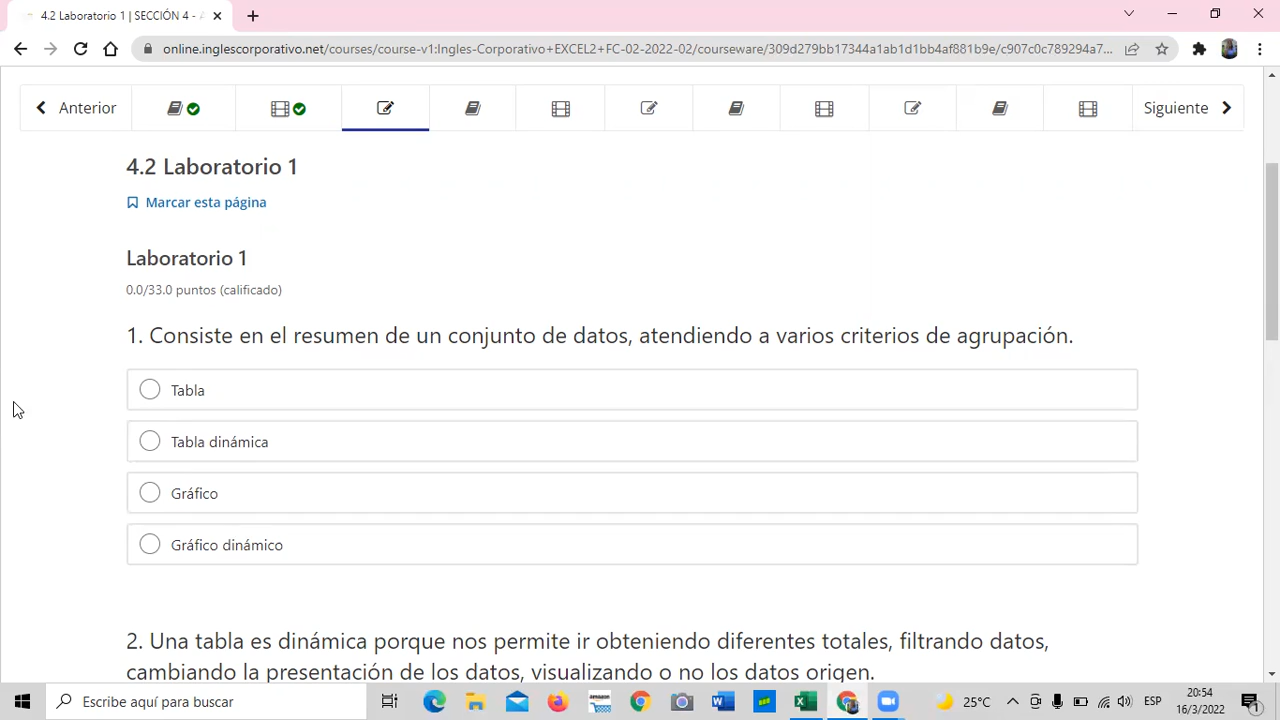 4.2 Laboratorio 1 | SECCIÓN 4 -
online.inglescorporativo.net/courses/course-v1:Ingles-Corporativo+EXCEL2+FC-02-2022-02/courseware/309d279bb17344a1ab1d1bb4af881b9e/c907c0c789294a7...
Anterior
Siguiente
4.2 Laboratorio 1
Marcar esta página
Laboratorio 1
0.0/33.0 puntos (calificado)
1. Consiste en el resumen de un conjunto de datos, atendiendo a varios criterios de agrupación.
Tabla
Tabla dinámica
Gráfico
Gráfico dinámico
2. Una tabla es dinámica porque nos permite ir obteniendo diferentes totales, filtrando datos,
cambiando la presentación de los datos, visualizando o no los datos origen.
Escribe aquí para buscar
25°C
ESP
20:54
16/3/2022